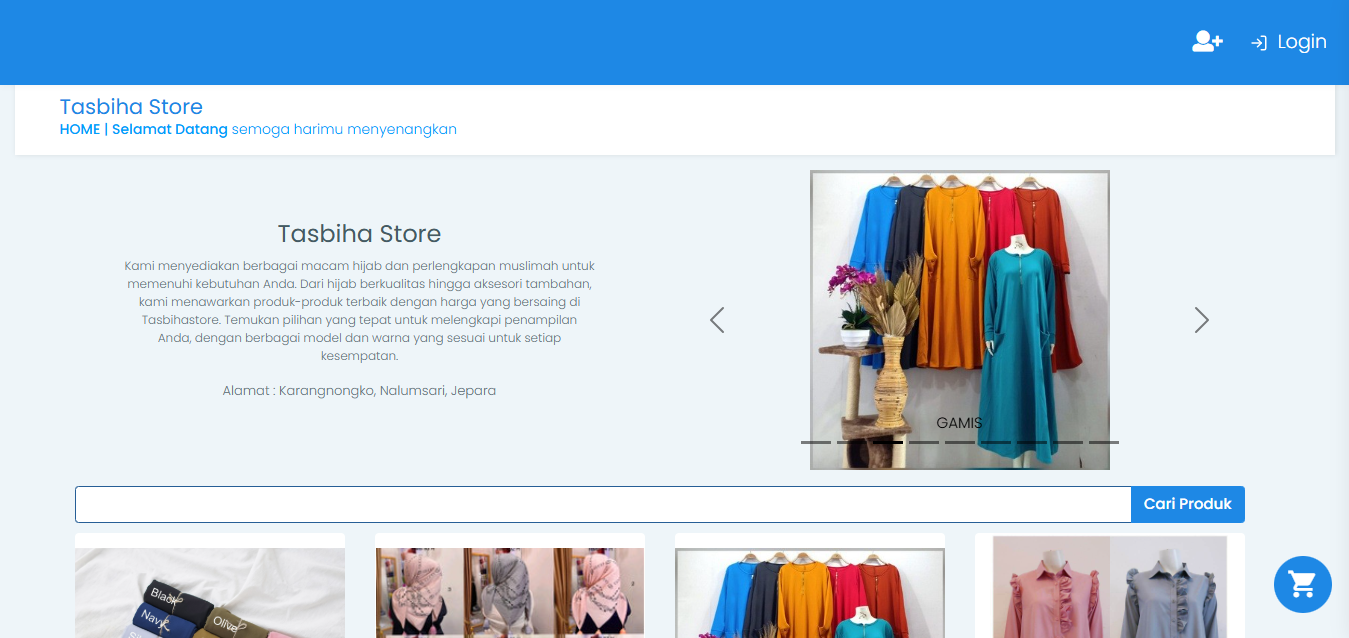 Login
Tasbiha Store
HOME | Selamat Datang semoga harimu menyenangkan
Tasbiha Store
Kami menyediakan berbagai macam hijab dan perlengkapan muslimah untuk
memenuhi kebutuhan Anda. Dari hijab berkualitas hingga aksesori tambahan,
kami menawarkan produk-produk terbaik dengan harga yang bersaing di
Tasbihastore. Temukan pilihan yang tepat untuk melengkapi penampilan
Anda, dengan berbagai model dan warna yang sesuai untuk setiap
kesempatan.
Alamat : Karangnongko, Nalumsari, Jepara
GAMIS
Cari Produk
Black
Navy
Olive